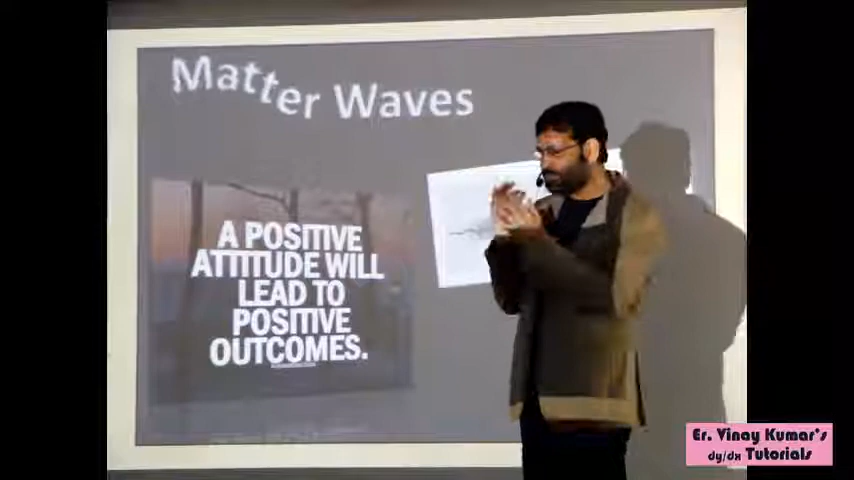 Matter Waves
A POSITIVE
ATTITUDE WILL
LEAD TO
POSITIVE
OUTCOMES.
Er. Vinay Kumar's
dy/dx Tutorials